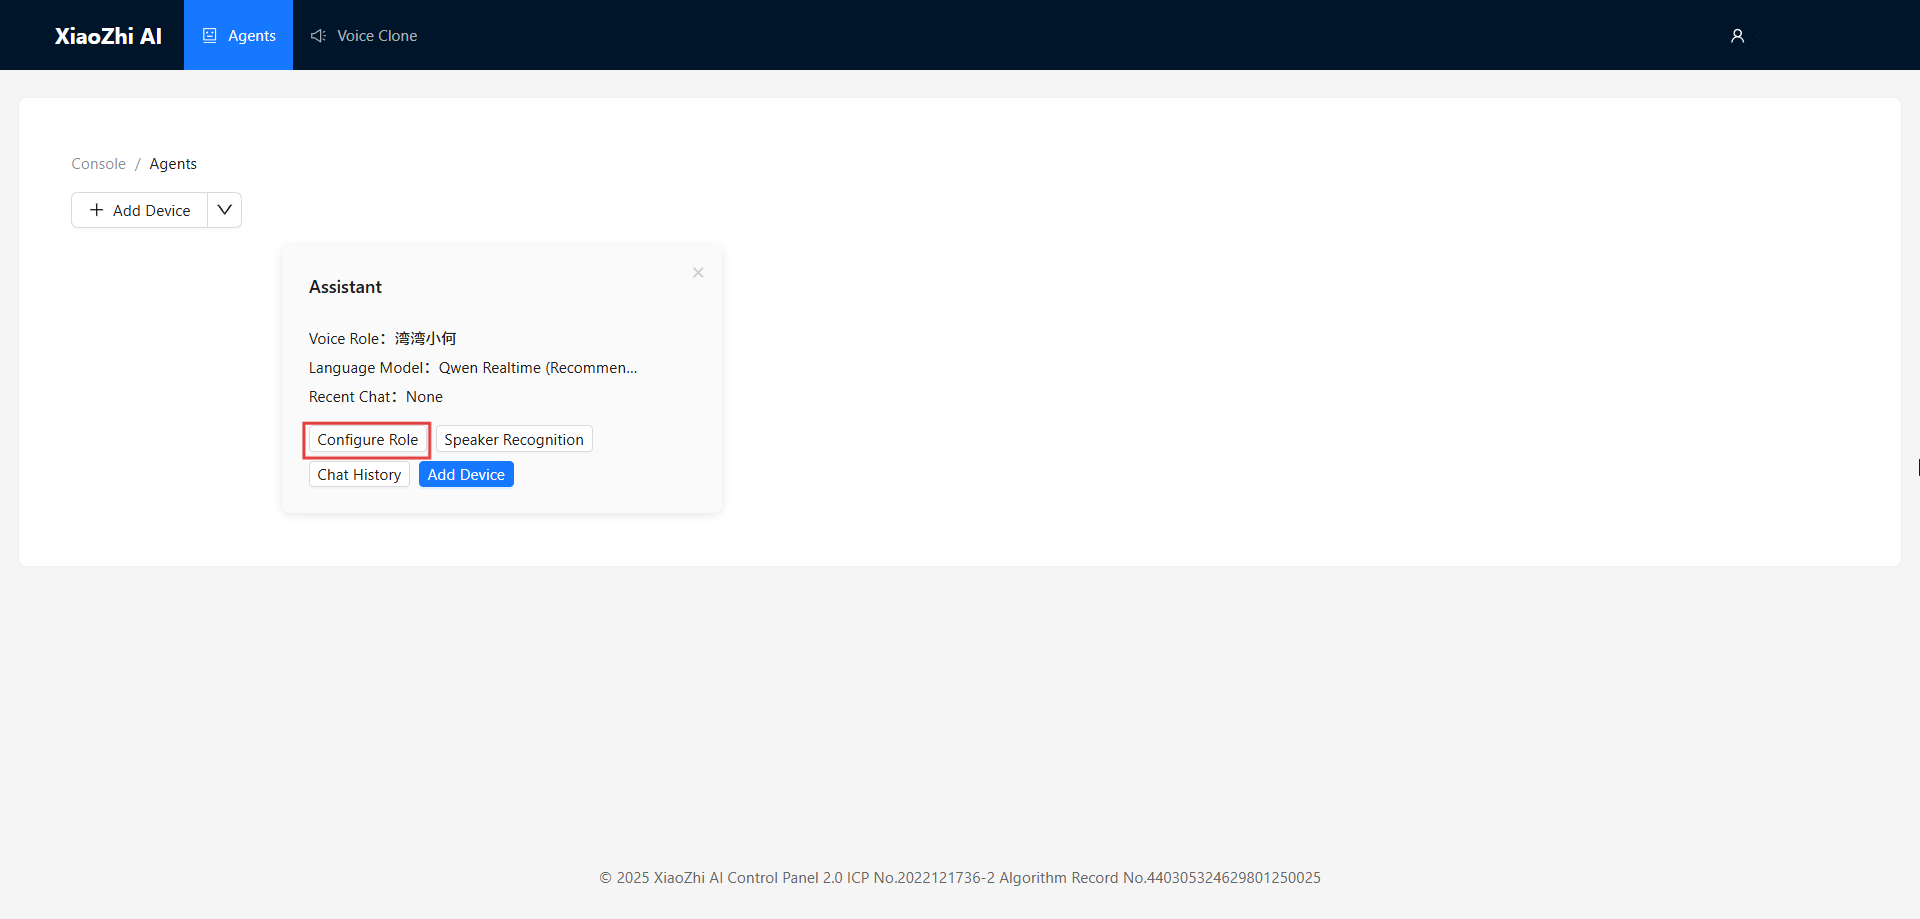 XiaoZhi AI Agents Voice Clone
Console / Agents
Add Device
Assistant
Voice Role：湾湾小何
Language Model：Qwen Realtime (Recommen...
Recent Chat：None
Configure Role Speaker Recognition
Chat History Add Device
© 2025 XiaoZhi AI Control Panel 2.0 ICP No.2022121736-2 Algorithm Record No.440305324629801250025